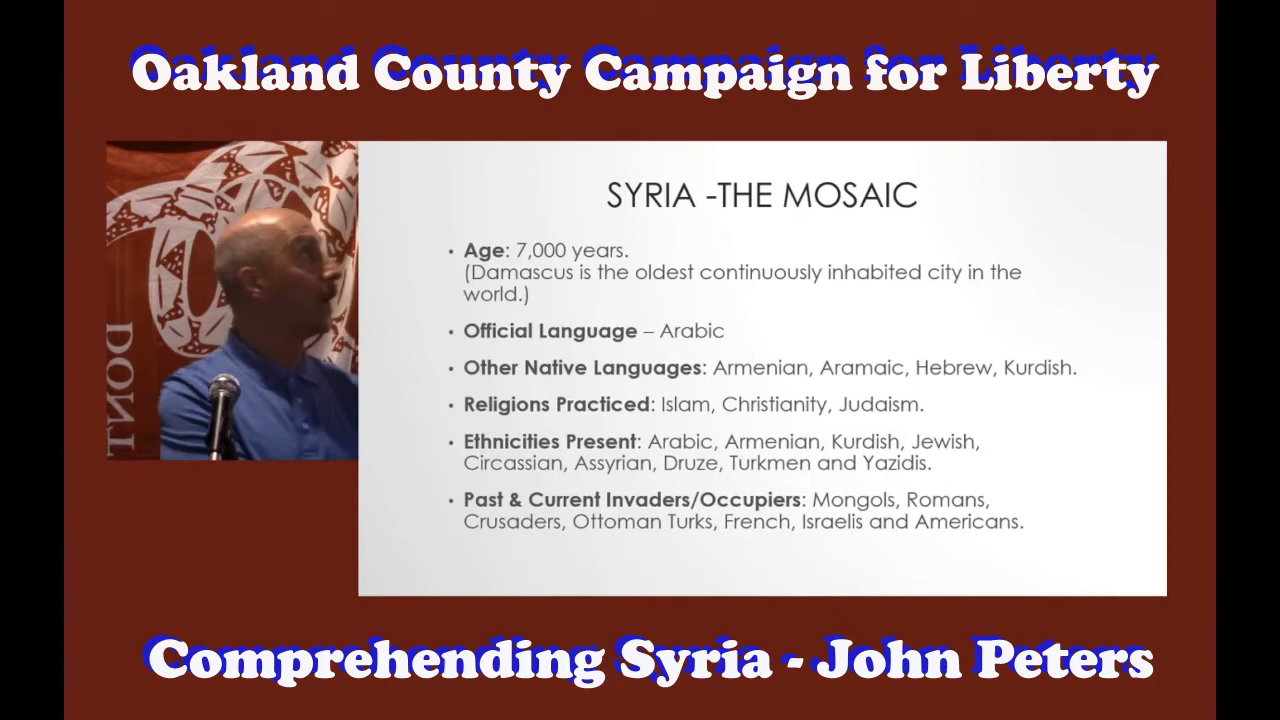 Oakland County Campaign for Liberty
DONT
SYRIA -THE MOSAIC
• Age: 7,000 years.
(Damascus is the oldest continuously inhabited city in the
world.)
• Official Language – Arabic
• Other Native Languages: Armenian, Aramaic, Hebrew, Kurdish.
• Religions Practiced: Islam, Christianity, Judaism.
• Ethnicities Present: Arabic, Armenian, Kurdish, Jewish,
Circassian, Assyrian, Druze, Turkmen and Yazidis.
• Past & Current Invaders/Occupiers: Mongols, Romans,
Crusaders, Ottoman Turks, French, Israelis and Americans.
Comprehending Syria - John Peters